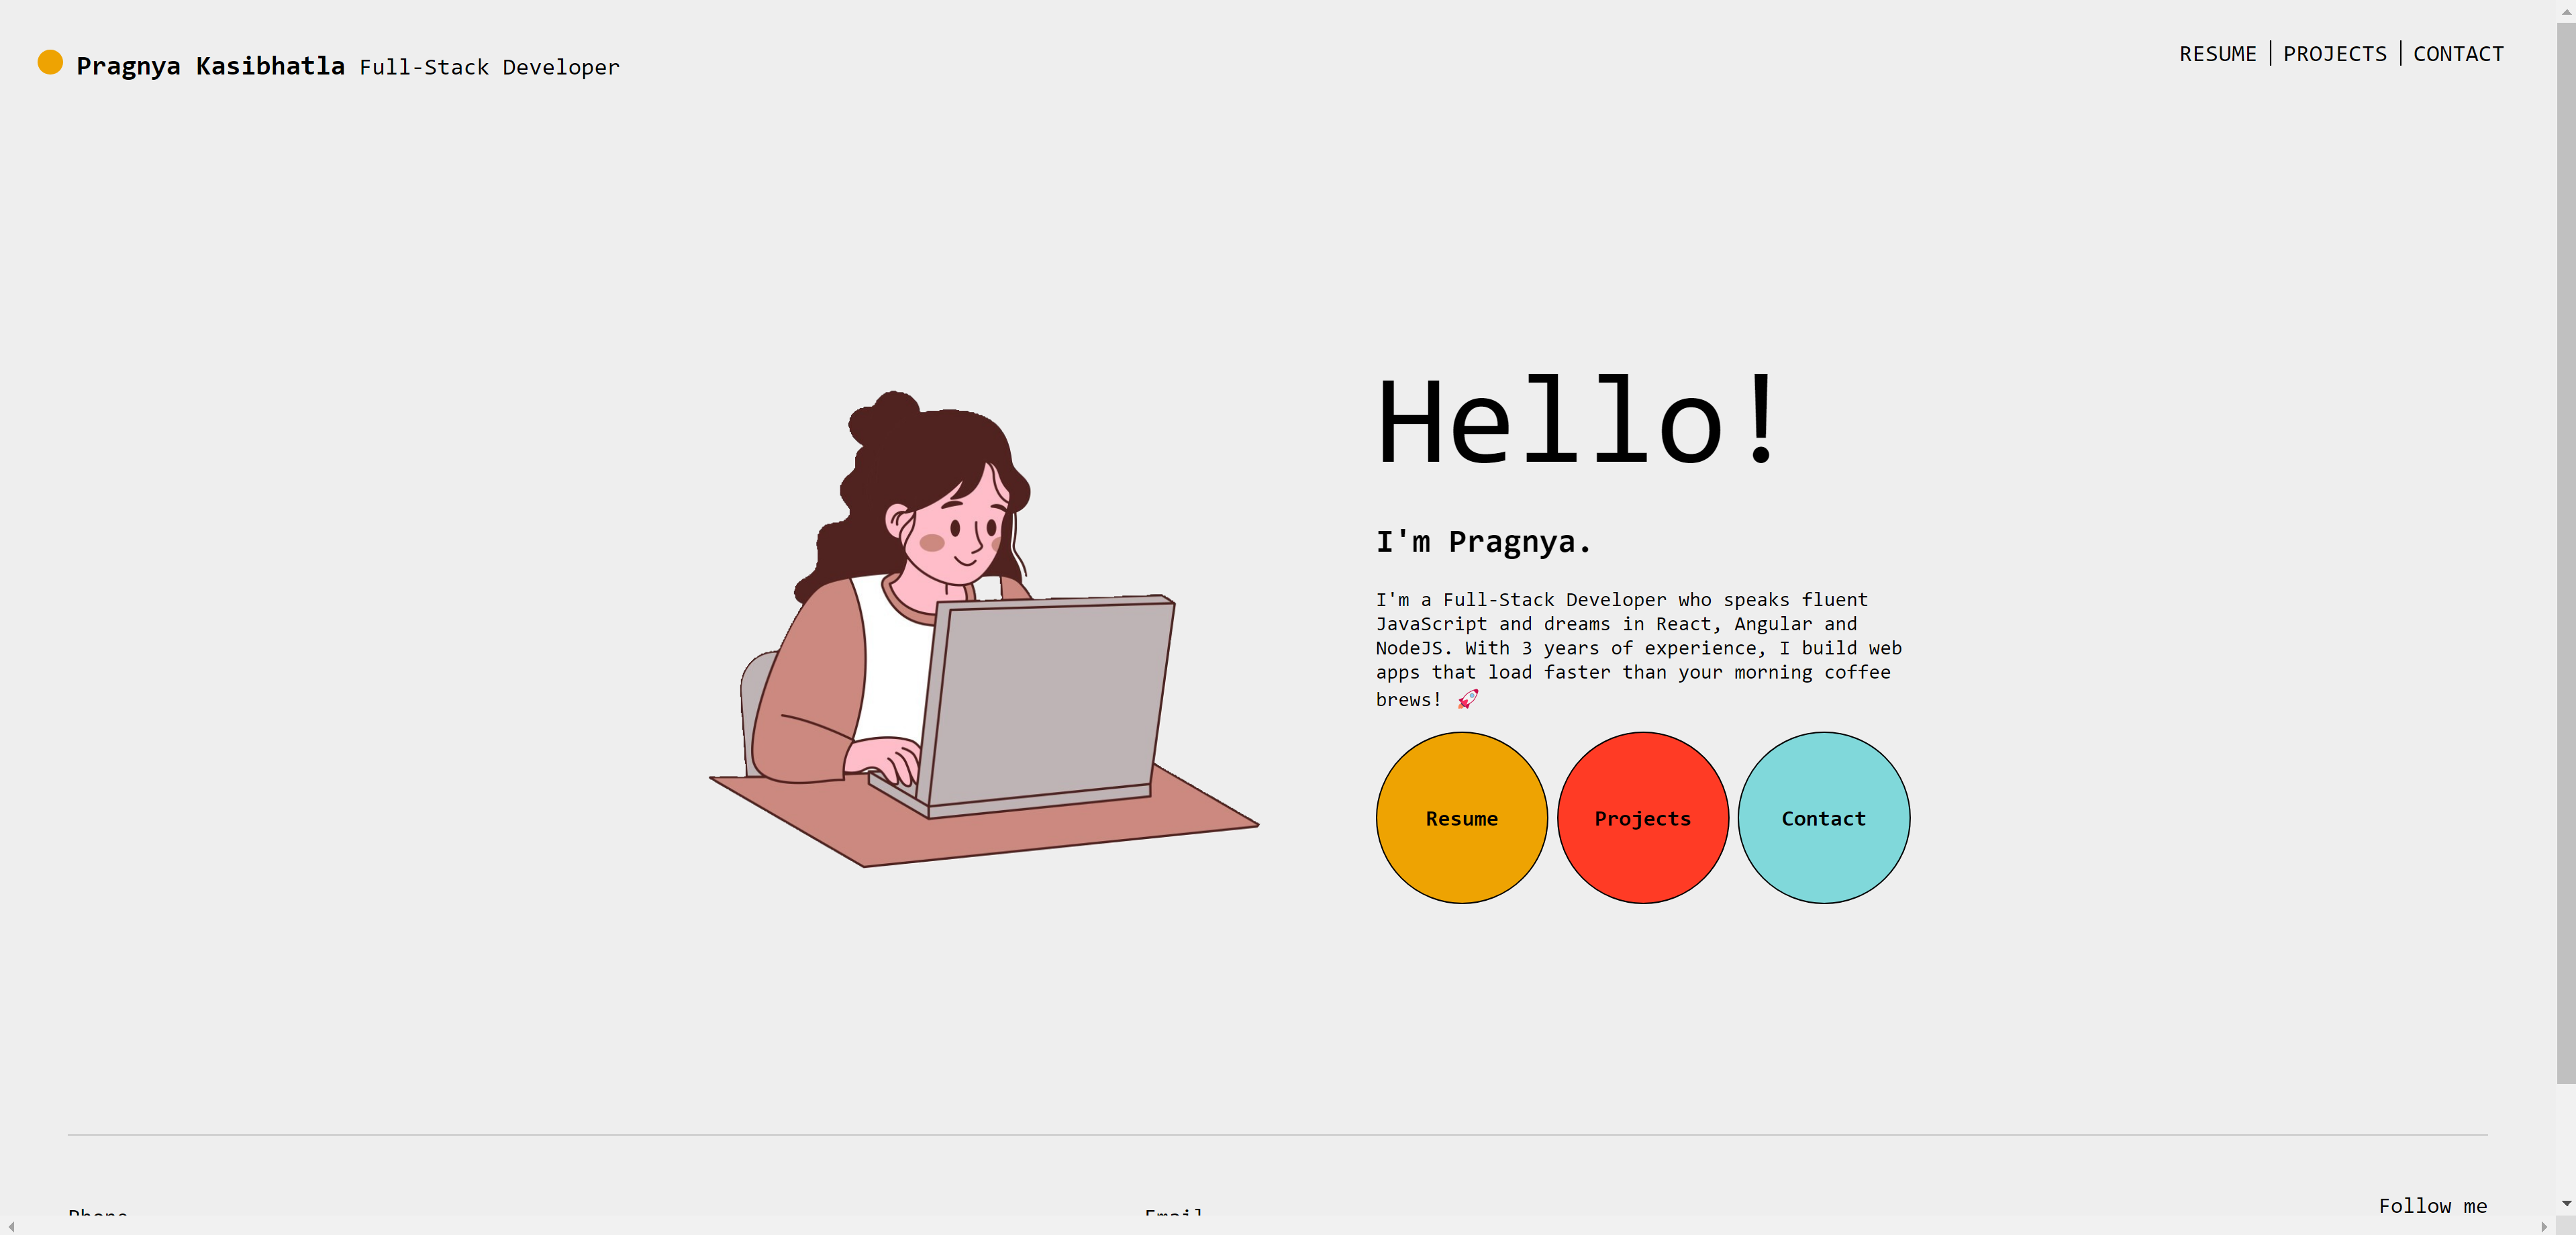 Pragnya Kasibhatla Full-Stack Developer
RESUME PROJECTS CONTACT
Hello!
I'm Pragnya.
I'm a Full-Stack Developer who speaks fluent
JavaScript and dreams in React, Angular and
NodeJS. With 3 years of experience, I build web
apps that load faster than your morning coffee
brews! 🚀
Resume Projects Contact
Phone Email Follow me